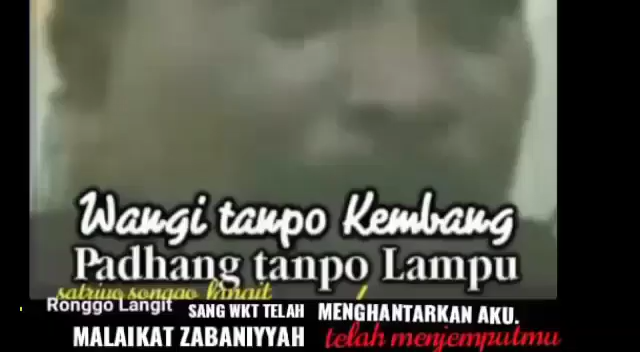 Wangi tanpo Kembang
Padhang tanpo Lampu
satriyo songgo langit
Ronggo Langit SANG WKT TELAH MENGHANTARKAN AKU.
MALAIKAT ZABANIYYAH telah menjemputmu